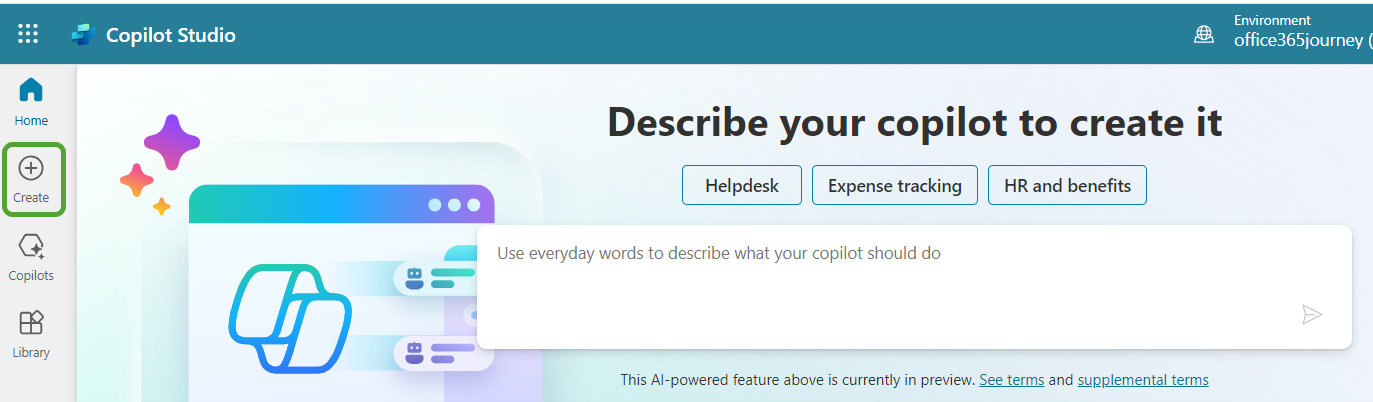 Copilot Studio
Environment
office365journey (
Home
Create
Copilots
Library
Describe your copilot to create it
Helpdesk
Expense tracking
HR and benefits
Use everyday words to describe what your copilot should do
This AI-powered feature above is currently in preview. See terms and supplemental terms